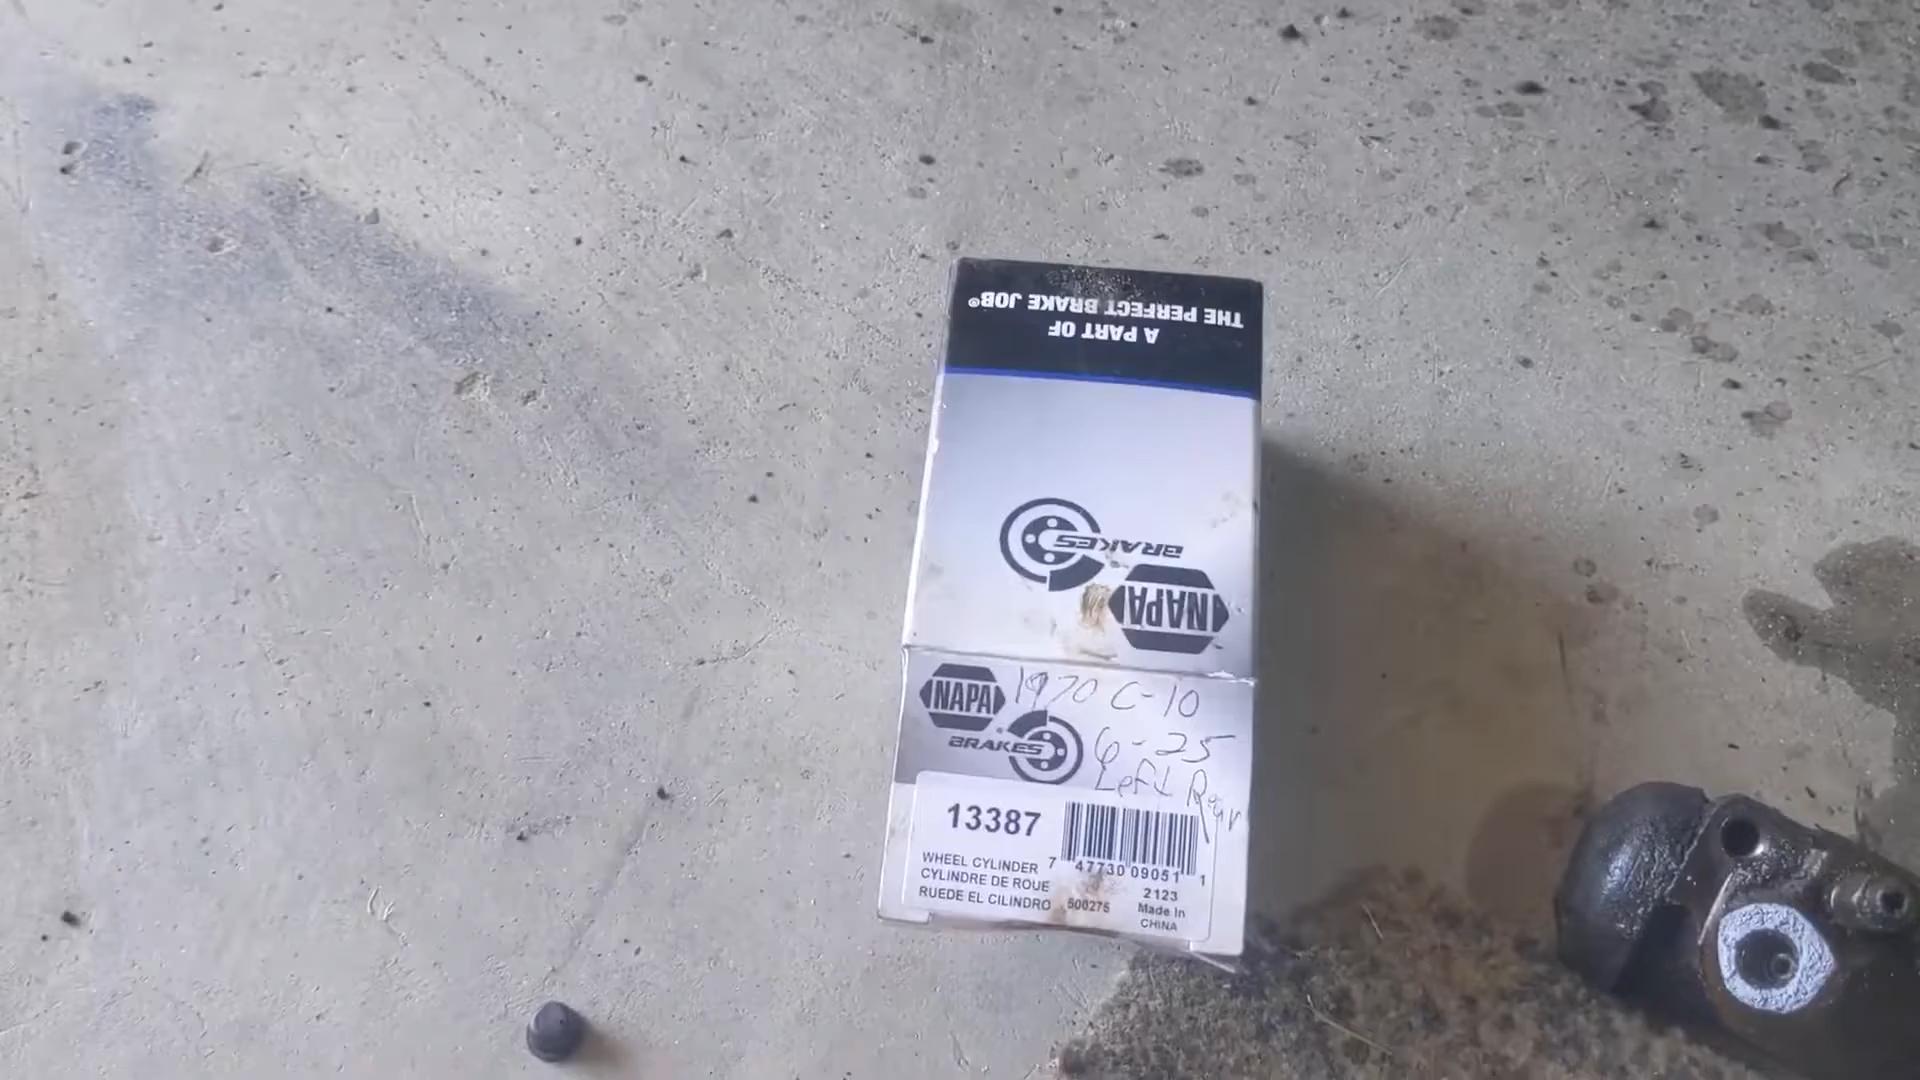 THE PERFECT BRAKE JOB®
A PART OF
BRAKES
NAPA
NAPA 1970 C-10
BRAKES 6-25
Left Rear
13387
WHEEL CYLINDER
CYLINDRE DE ROUE
RUEDE EL CILINDRO
7 47730 09051 1
2123
500275 Made In
CHINA